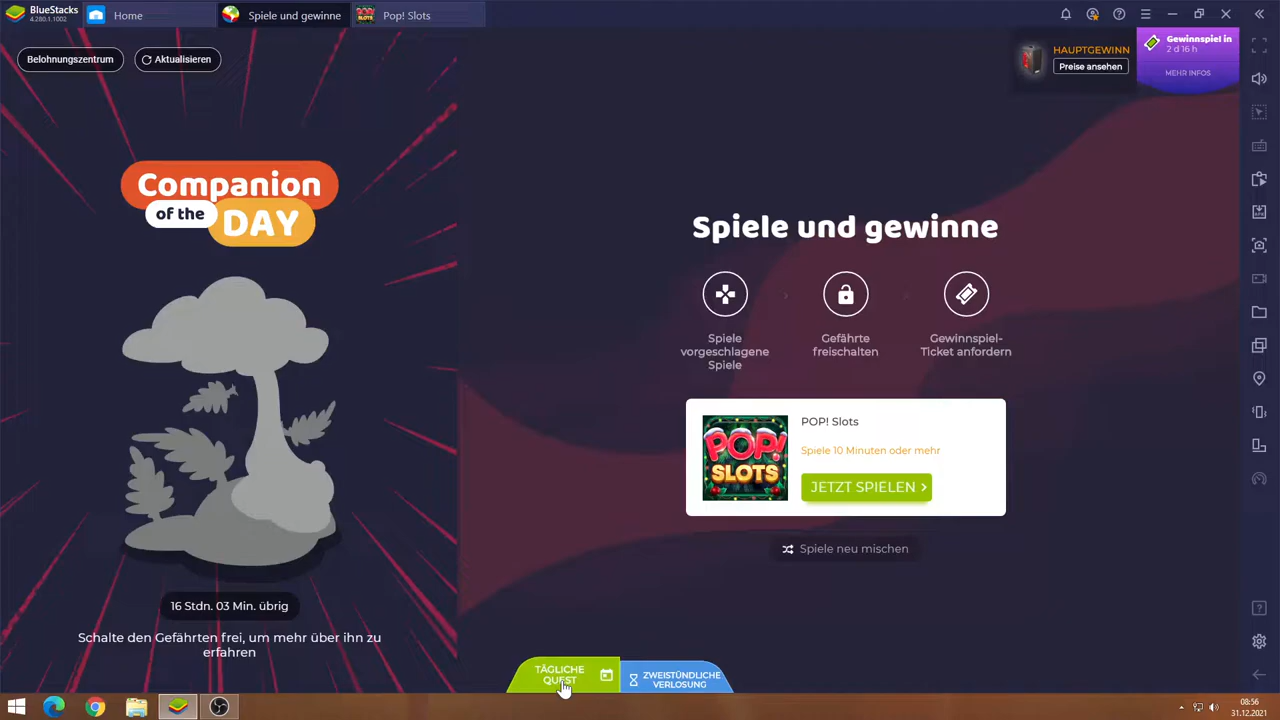 BlueStacks
4.280.1.1002
Home
Spiele und gewinne
Pop! Slots
Belohnungszentrum
Aktualisieren
HAUPTGEWINN
Preise ansehen
Gewinnspiel in
2 d 16 h
MEHR INFOS
Companion
of the
DAY
16 Stdn. 03 Min. übrig
Schalte den Gefährten frei, um mehr über ihn zu
erfahren
Spiele und gewinne
Spiele
vorgeschlagene
Spiele
Gefährte
freischalten
Gewinnspiel-
Ticket anfordern
POP!
SLOTS
POP! Slots
Spiele 10 Minuten oder mehr
JETZT SPIELEN
Spiele neu mischen
TÄGLICHE
QUEST
ZWEISTÜNDLICHE
VERLOSUNG
08:56
31.12.2021